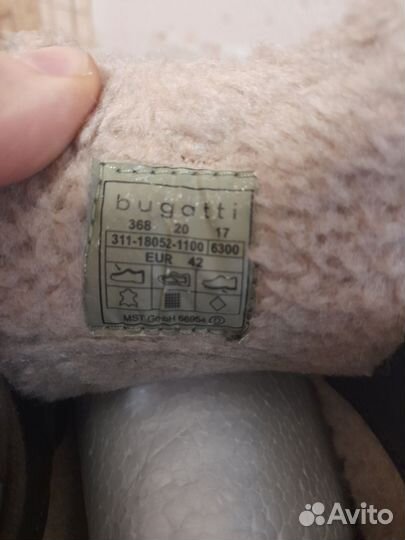 bugatti
368 20 17
311-18052-1100 6300
EUR 42
MST GmbH 66954
Avito